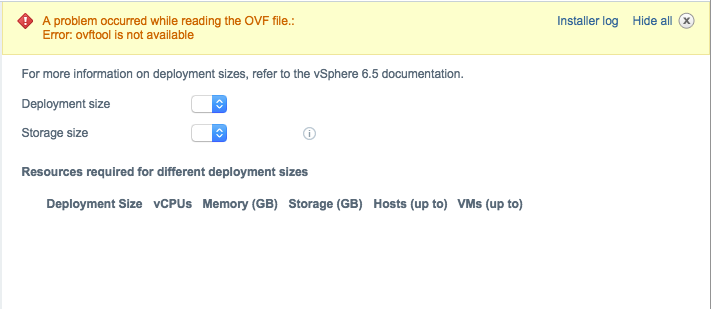 A problem occurred while reading the OVF file.:
Error: ovftool is not available
Installer log
Hide all
For more information on deployment sizes, refer to the vSphere 6.5 documentation.
Deployment size
Storage size
Resources required for different deployment sizes
Deployment Size vCPUs Memory (GB) Storage (GB) Hosts (up to) VMs (up to)